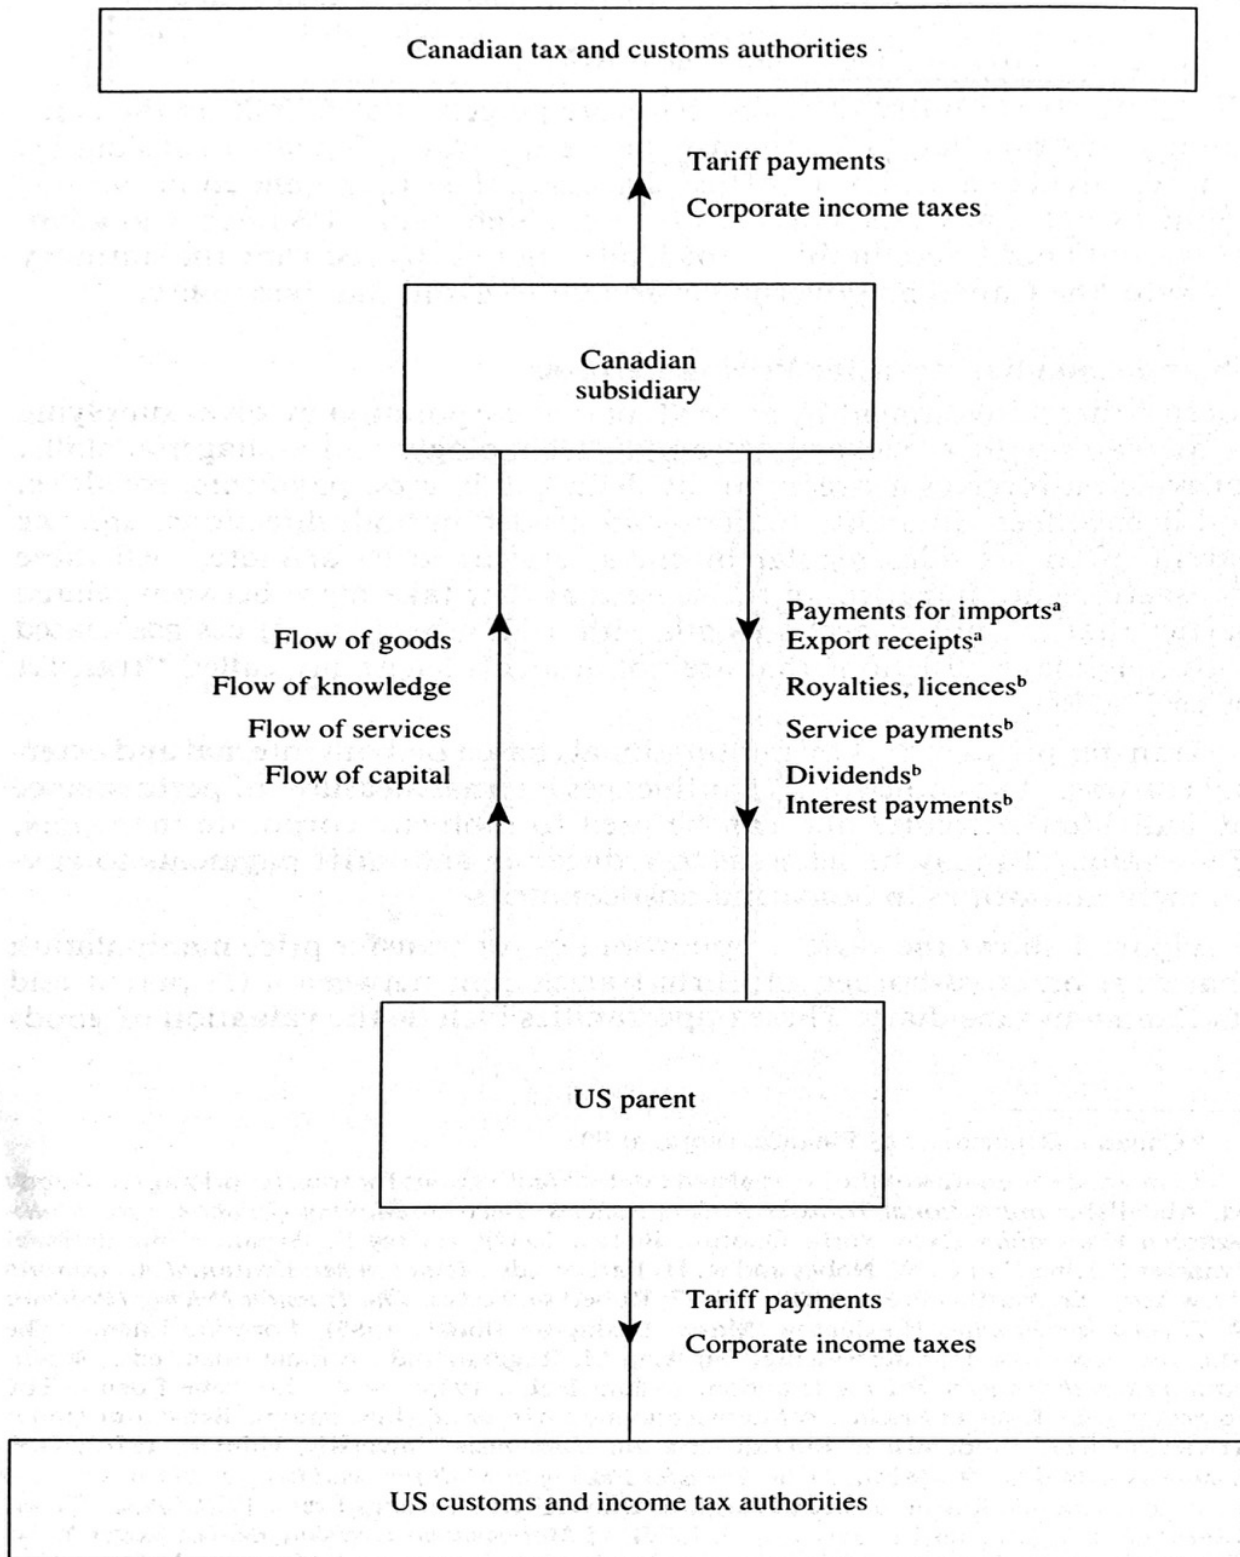 Canadian tax and customs authorities
Tariff payments
Corporate income taxes
Canadian
subsidiary
Flow of goods
Flow of knowledge
Flow of services
Flow of capital
Payments for importsᵃ
Export receiptsᵃ
Royalties, licencesᵇ
Service paymentsᵇ
Dividendsᵇ
Interest paymentsᵇ
US parent
Tariff payments
Corporate income taxes
US customs and income tax authorities